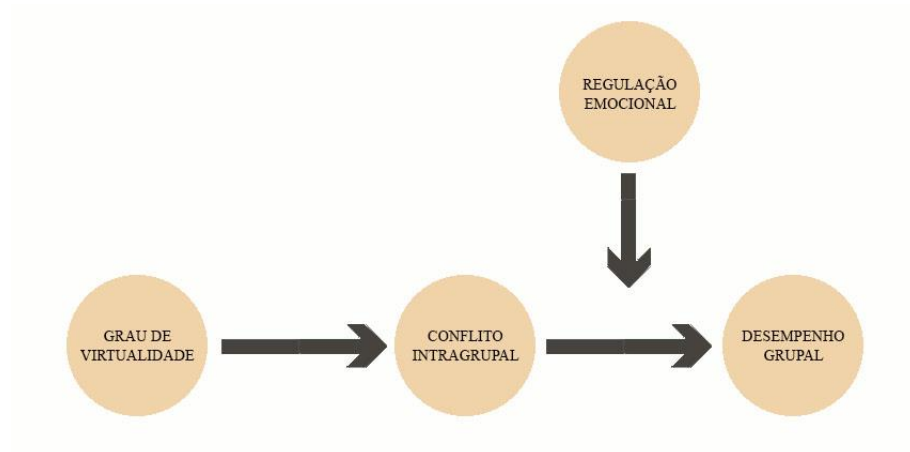 REGULAÇÃO
EMOCIONAL
GRAU DE
VIRTUALIDADE
CONFLITO
INTRAGRUPAL
DESEMPENHO
GRUPAL